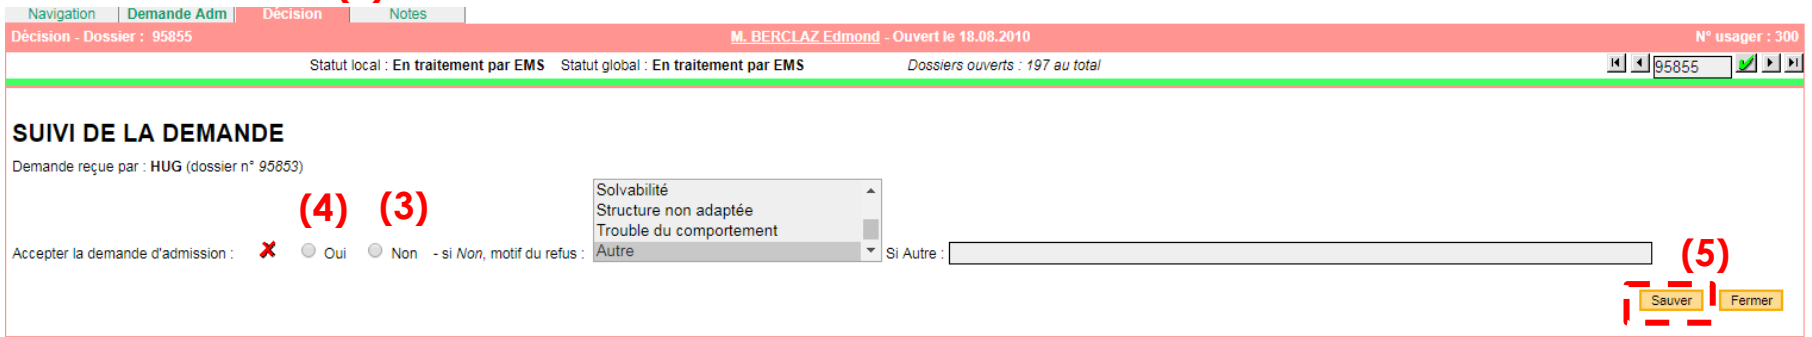 Navigation Demande Adm Décision Notes
Décision - Dossier : 95855 M. BERCLAZ Edmond - Ouvert le 18.08.2010 N° usager : 300
Statut local : En traitement par EMS Statut global : En traitement par EMS Dossiers ouverts : 197 au total 95855
SUIVI DE LA DEMANDE
Demande reçue par : HUG (dossier n° 95853)
Solvabilité
(4) (3) Structure non adaptée
Trouble du comportement
Accepter la demande d'admission : Oui Non - si Non, motif du refus : Autre Si Autre : (5)
Sauver Fermer